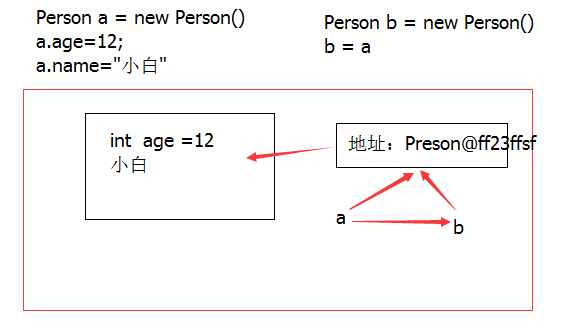 Person a = new Person()
a.age=12;
a.name="小白"
Person b = new Person()
b = a
int age =12
小白
地址：Preson@ff23ffsf
a
b